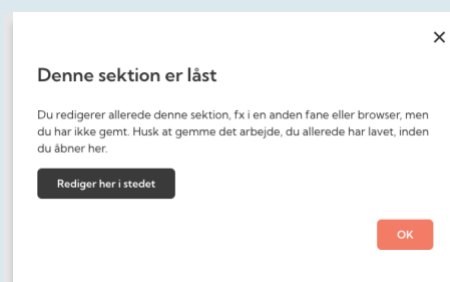 Denne sektion er låst
Du redigerer allerede denne sektion, fx i en anden fane eller browser, men
du har ikke gemt. Husk at gemme det arbejde, du allerede har lavet, inden
du åbner her.
Rediger her i stedet
OK